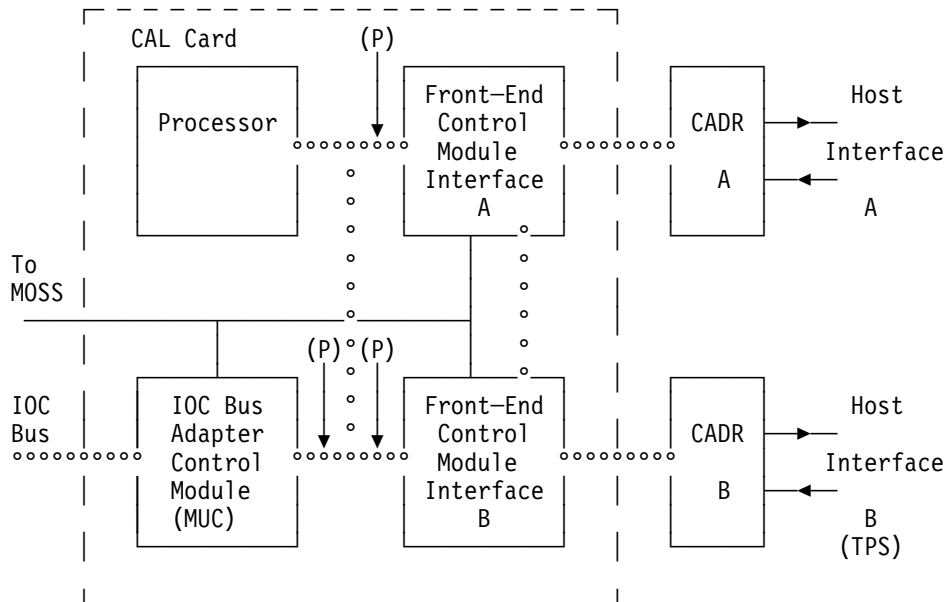 CAL Card
(P)
Processor
Front—End
Control
Module
Interface
A
CADR
A
Host
Interface
A
To
MOSS
(P)
(P)
IOC
Bus
IOC Bus
Adapter
Control
Module
(MUC)
Front—End
Control
Module
Interface
B
CADR
B
Host
Interface
B
(TPS)